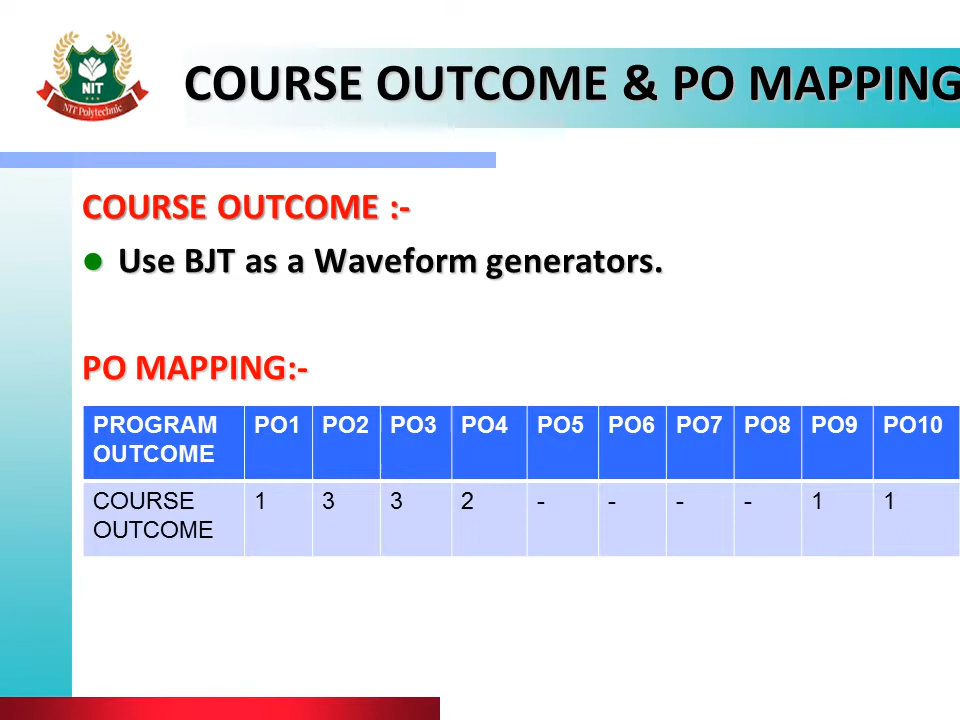 NIT
NIT Polytechnic
COURSE OUTCOME & PO MAPPING
COURSE OUTCOME :-
Use BJT as a Waveform generators.
PO MAPPING:-
PROGRAM OUTCOME PO1 PO2 PO3 PO4 PO5 PO6 PO7 PO8 PO9 PO10
COURSE OUTCOME 1 3 3 2 - - - - 1 1